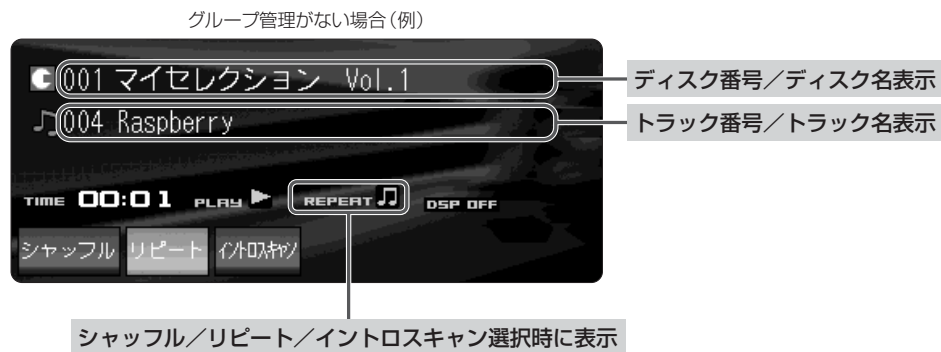 グループ管理がない場合(例)
001 マイセレクション Vol.1
ディスク番号/ディスク名表示
004 Raspberry
トラック番号/トラック名表示
TIME 00:01 PLAY REPEAT DSP OFF
シャッフル リピート イントロスキャン
シャッフル/リピート/イントロスキャン選択時に表示